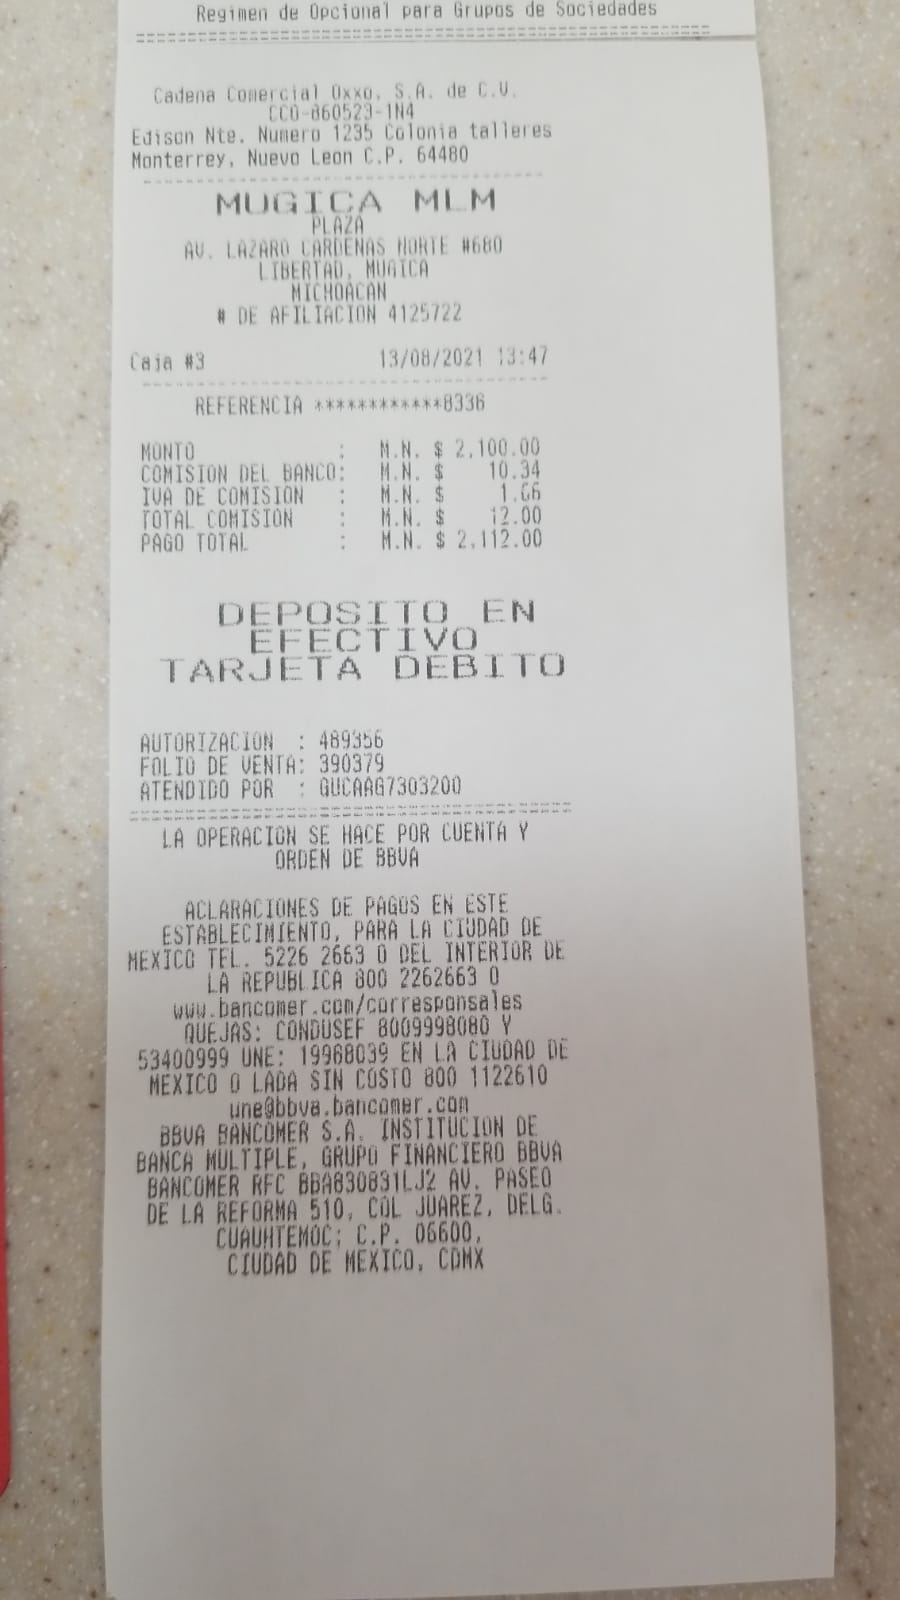 Regimen de Opcional para Grupos de Sociedades
Cadena Comercial Oxxo, S.A. de C.V.
CCO-860523-1N4
Edison Nte. Numero 1235 Colonia talleres
Monterrey, Nuevo Leon C.P. 64480
MUGICA MLM
PLAZA
AV. LAZARO CARDENAS NORTE #680
LIBERTAD, MUGICA
MICHOACAN
# DE AFILIACION 4125722
Caja #3 13/08/2021 13:47
REFERENCIA ************8336
MONTO : M.N. $ 2,100.00
COMISION DEL BANCO: M.N. $ 10.34
IVA DE COMISION : M.N. $ 1.66
TOTAL COMISION : M.N. $ 12.00
PAGO TOTAL : M.N. $ 2,112.00
DEPOSITO EN
EFECTIVO
TARJETA DEBITO
AUTORIZACION : 489356
FOLIO DE VENTA: 390379
ATENDIDO POR : GUCAAG7303200
LA OPERACION SE HACE POR CUENTA Y
ORDEN DE BBVA
ACLARACIONES DE PAGOS EN ESTE
ESTABLECIMIENTO, PARA LA CIUDAD DE
MEXICO TEL. 5226 2663 O DEL INTERIOR DE
LA REPUBLICA 800 2262663 O
www.bancomer.com/corresponsales
QUEJAS: CONDUSEF 8009998080 Y
53400999 UNE: 19968039 EN LA CIUDAD DE
MEXICO O LADA SIN COSTO 800 1122610
une@bbva.bancomer.com
BBVA BANCOMER S.A. INSTITUCION DE
BANCA MULTIPLE, GRUPO FINANCIERO BBVA
BANCOMER RFC BBA830831LJ2 AV. PASEO
DE LA REFORMA 510, COL JUAREZ, DELG.
CUAUHTEMOC; C.P. 06600,
CIUDAD DE MEXICO, CDMX